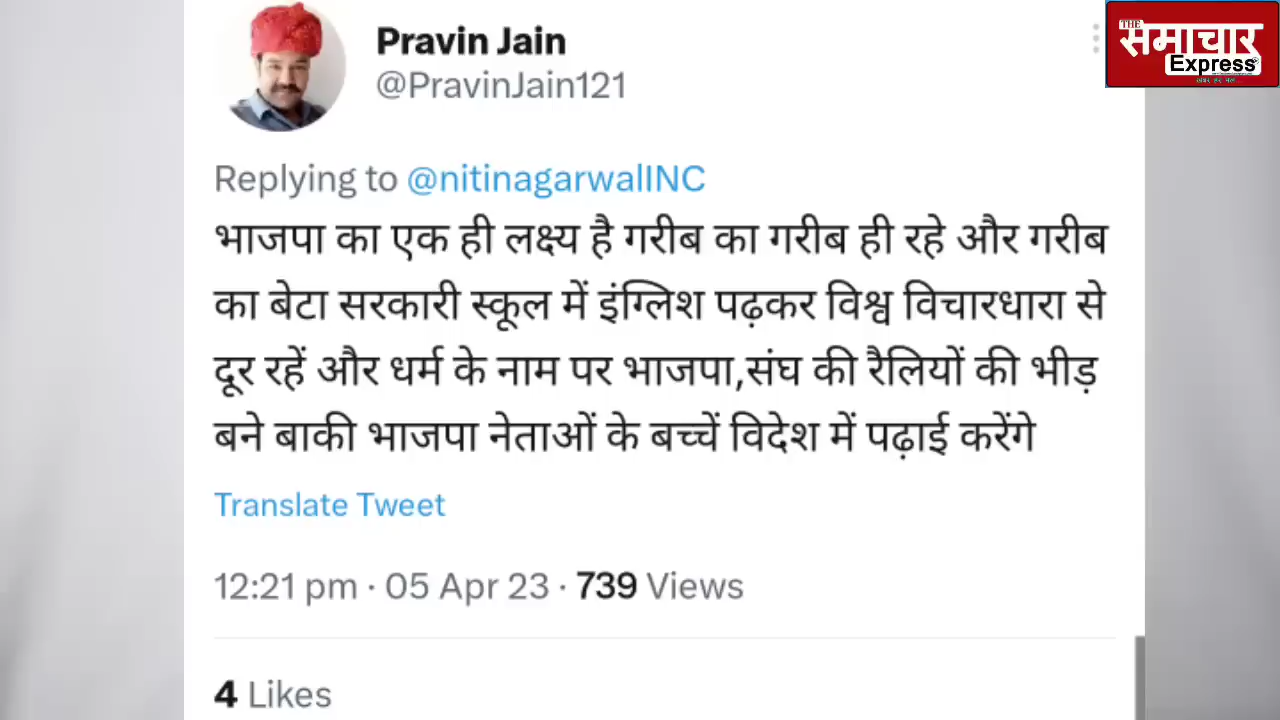 Pravin Jain
@PravinJain121
THE
समाचार
Express
Replying to @nitinagarwalINC
भाजपा का एक ही लक्ष्य है गरीब का गरीब ही रहे और गरीब
का बेटा सरकारी स्कूल में इंग्लिश पढ़कर विश्व विचारधारा से
दूर रहें और धर्म के नाम पर भाजपा,संघ की रैलियों की भीड़
बने बाकी भाजपा नेताओं के बच्चें विदेश में पढ़ाई करेंगे
Translate Tweet
12:21 pm · 05 Apr 23 · 739 Views
4 Likes